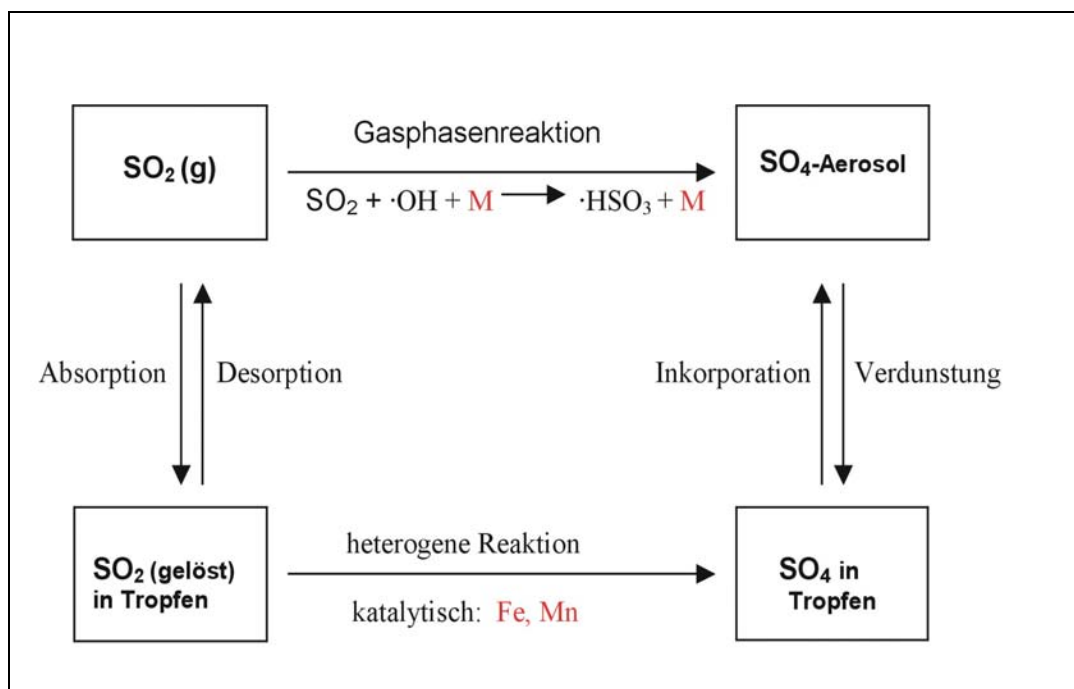 SO₂ (g)
Gasphasenreaktion
SO₂ + ·OH + M → ·HSO₃ + M
SO₄-Aerosol
Absorption
Desorption
Inkorporation
Verdunstung
SO₂ (gelöst)
in Tropfen
heterogene Reaktion
katalytisch: Fe, Mn
SO₄ in
Tropfen